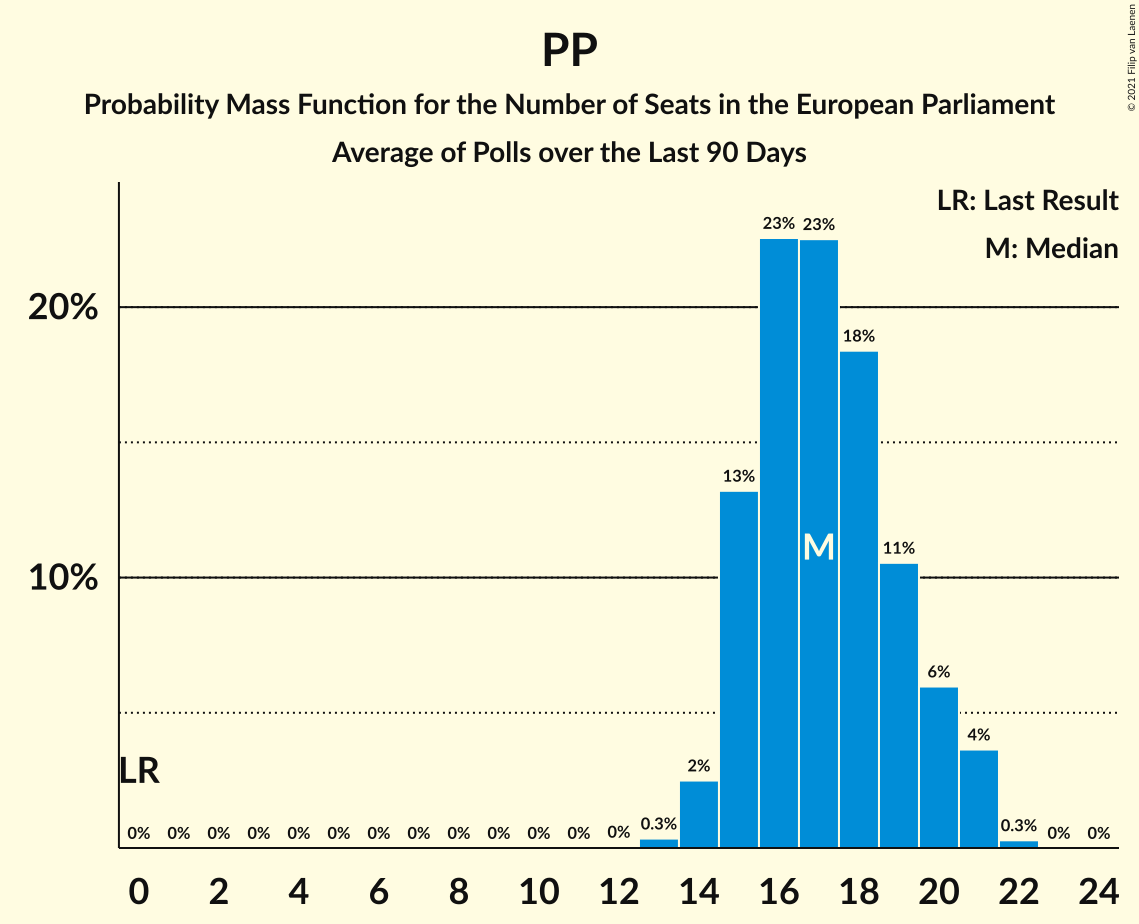 PP
Probability Mass Function for the Number of Seats in the European Parliament
Average of Polls over the Last 90 Days
© 2021 Filip van Laenen
LR: Last Result
M: Median
23% 23%
20%
18%
13%
M
11%
10%
6%
4%
LR
2%
0% 0% 0% 0% 0% 0% 0% 0% 0% 0% 0% 0% 0% 0.3% 0.3% 0% 0%
0 2 4 6 8 10 12 14 16 18 20 22 24